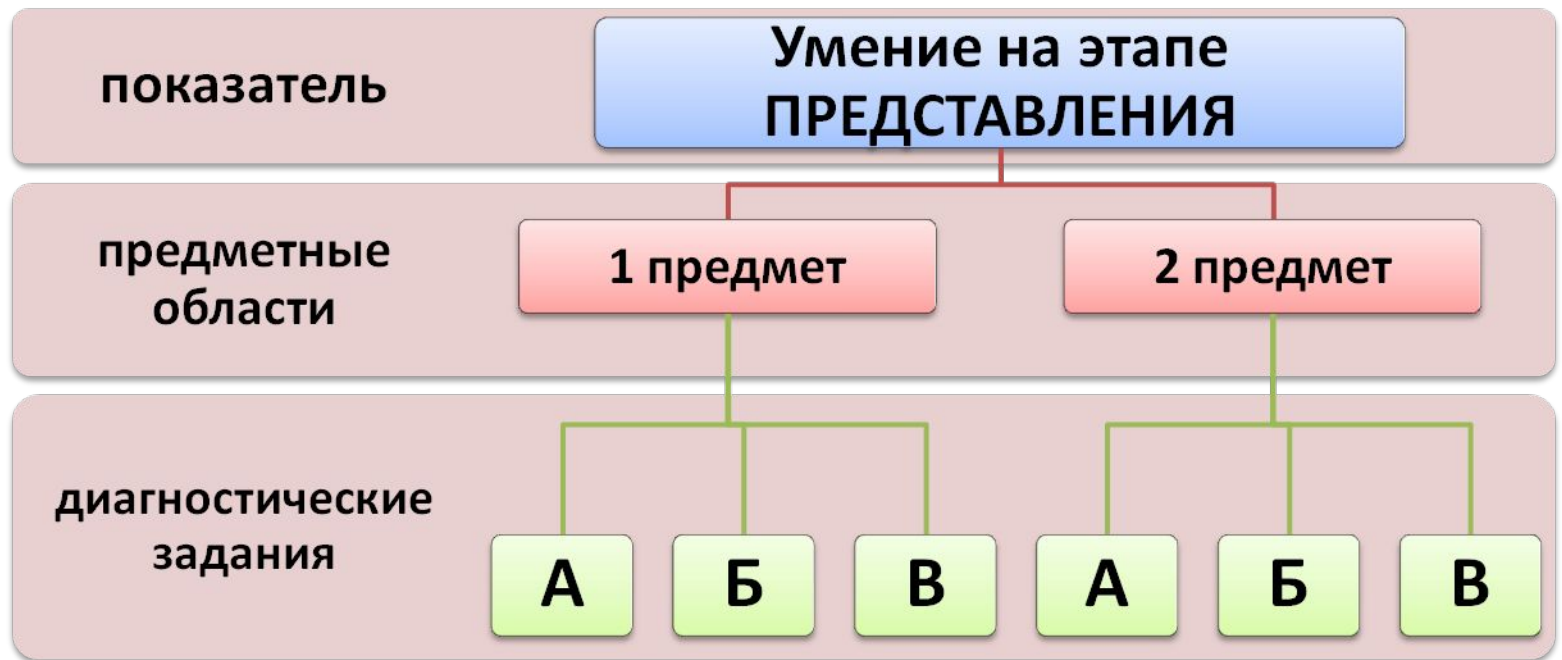 показатель
Умение на этапе
ПРЕДСТАВЛЕНИЯ
предметные
области
1 предмет
2 предмет
диагностические
задания
А Б В А Б В